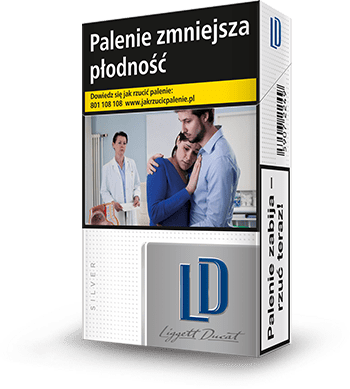 Palenie zmniejsza
płodność
Dowiedz się jak rzucić palenie:
801 108 108 www.jakrzucicpalenie.pl
SILVER
LD
Liggett Ducat
LD
Palenie zabija –
rzuć teraz!